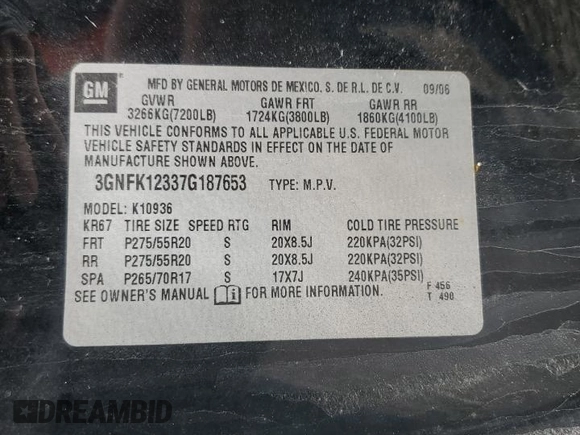 GM
MFD BY GENERAL MOTORS DE MEXICO. S. DE R.L. DE C.V. 09/06
GVWR GAWR FRT GAWR RR
3266KG(7200LB) 1724KG(3800LB) 1860KG(4100LB)
THIS VEHICLE CONFORMS TO ALL APPLICABLE U.S. FEDERAL MOTOR
VEHICLE SAFETY STANDARDS IN EFFECT ON THE DATE OF
MANUFACTURE SHOWN ABOVE.
3GNFK12337G187653 TYPE: M.P.V.
MODEL: K10936
KR67 TIRE SIZE SPEED RTG RIM COLD TIRE PRESSURE
FRT P275/55R20 S 20X8.5J 220KPA(32PSI)
RR P275/55R20 S 20X8.5J 220KPA(32PSI)
SPA P265/70R17 S 17X7J 240KPA(35PSI)
SEE OWNER'S MANUAL FOR MORE INFORMATION.
F 456
T 490
DREAMBID